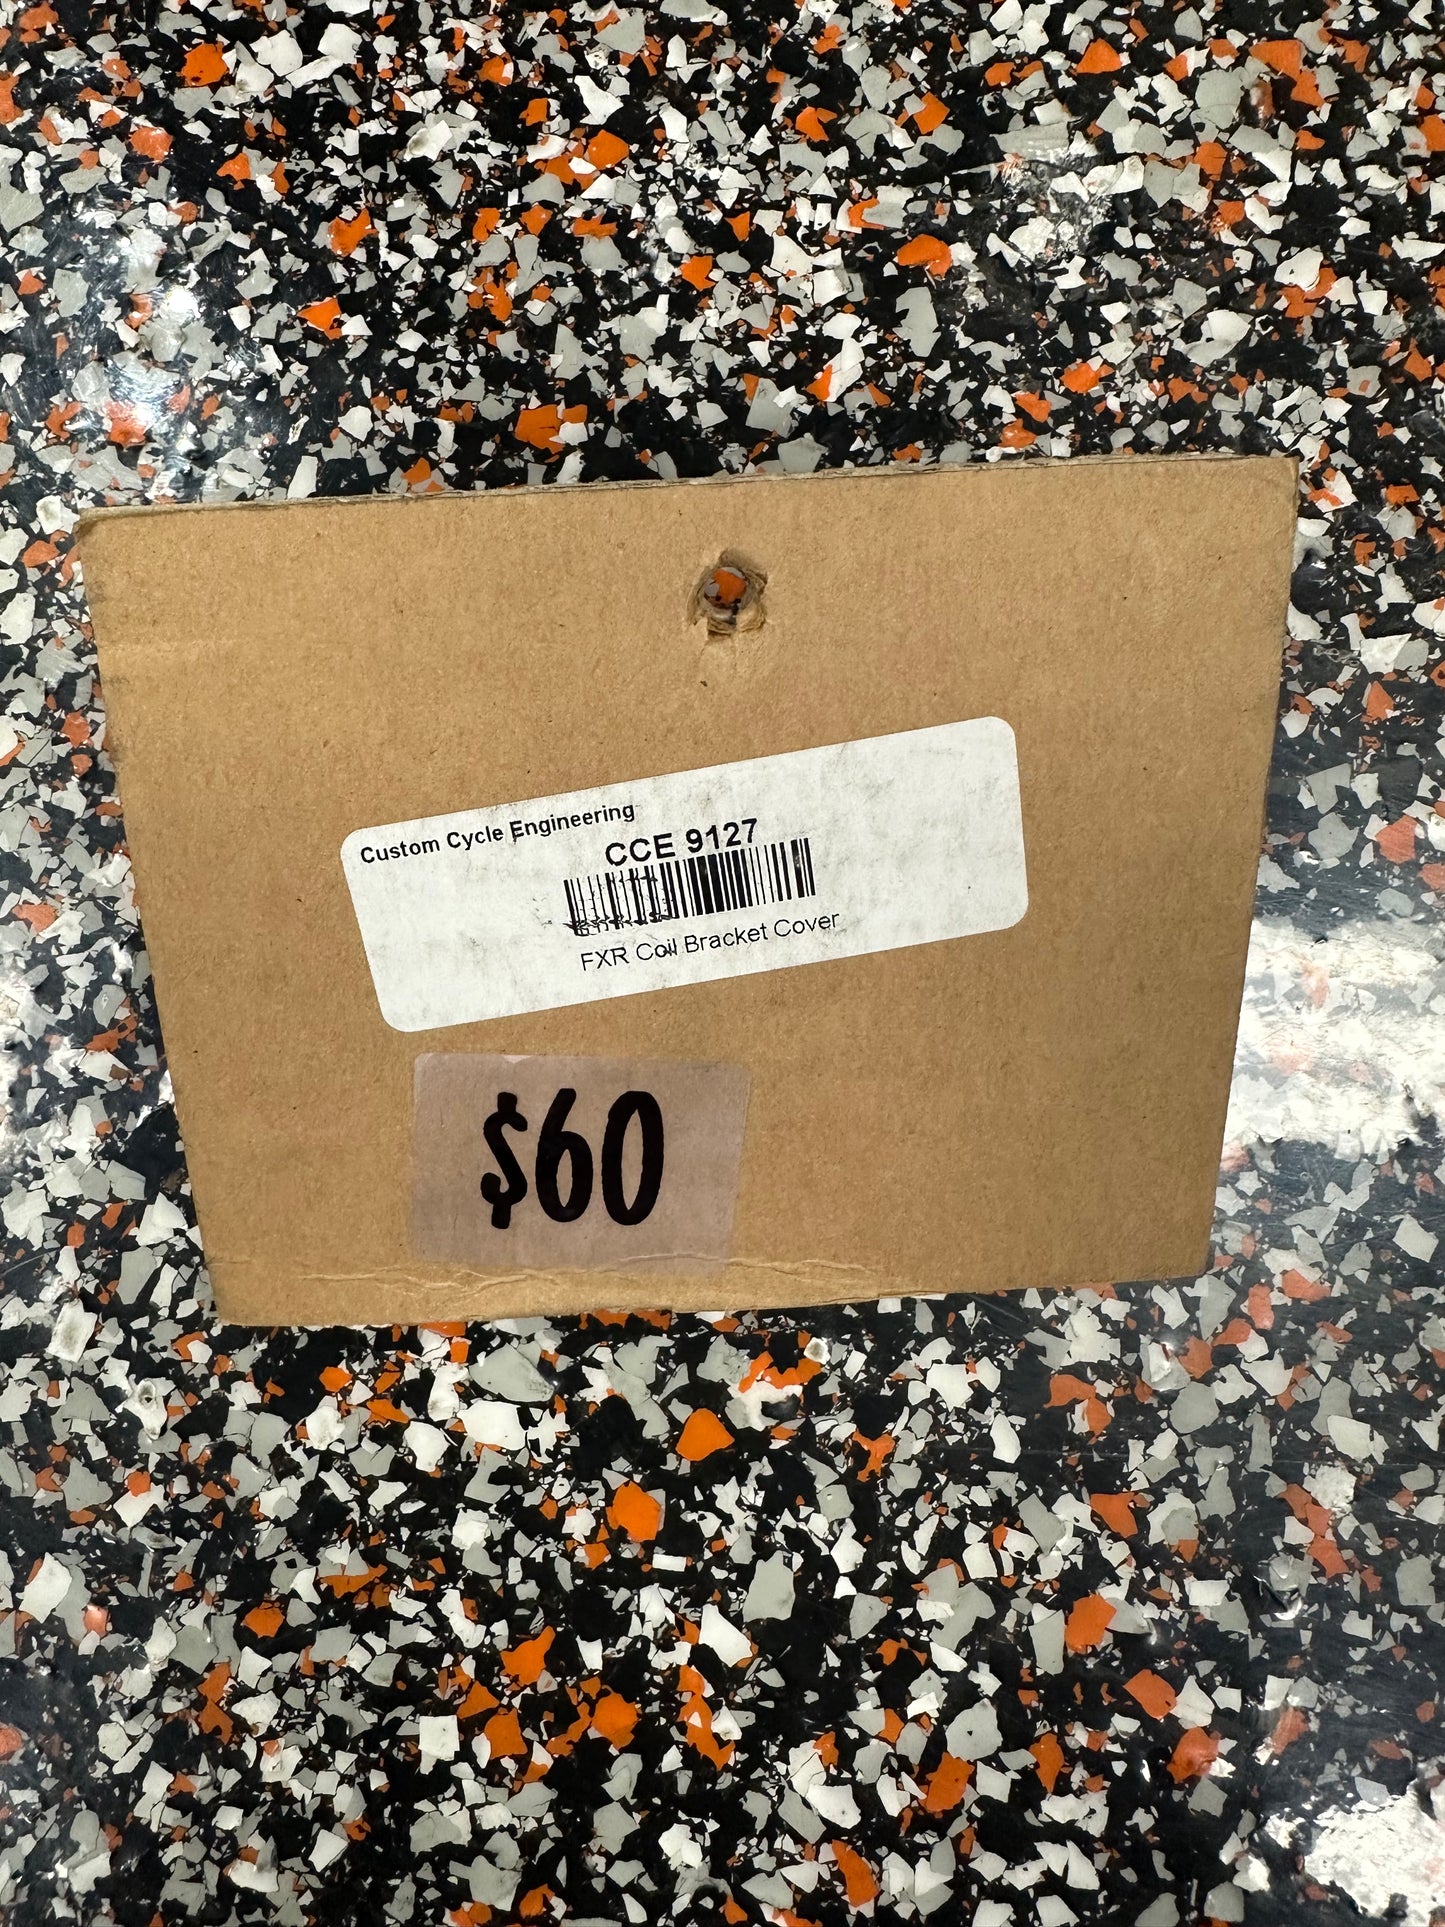 Custom Cycle Engineering
CCE 9127
FXR Coil Bracket Cover
$60